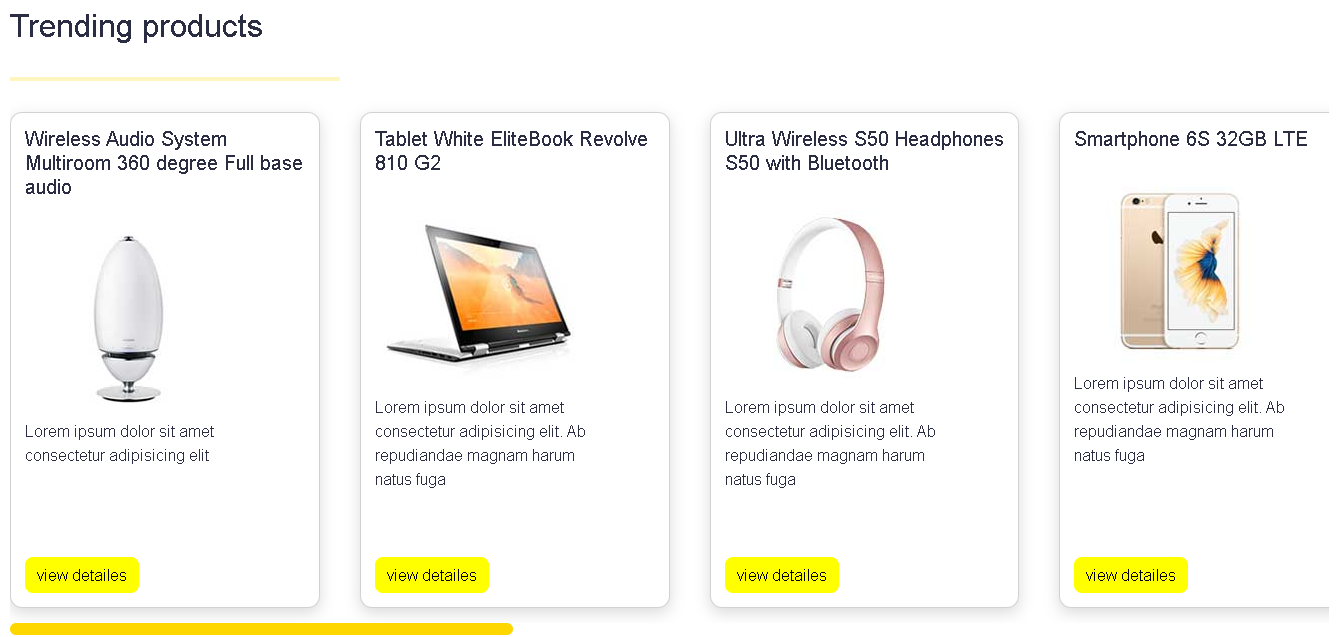 Trending products
Wireless Audio System
Multiroom 360 degree Full base
audio
Lorem ipsum dolor sit amet
consectetur adipisicing elit
view detailes
Tablet White EliteBook Revolve
810 G2
Lorem ipsum dolor sit amet
consectetur adipisicing elit. Ab
repudiandae magnam harum
natus fuga
view detailes
Ultra Wireless S50 Headphones
S50 with Bluetooth
Lorem ipsum dolor sit amet
consectetur adipisicing elit. Ab
repudiandae magnam harum
natus fuga
view detailes
Smartphone 6S 32GB LTE
Lorem ipsum dolor sit amet
consectetur adipisicing elit. Ab
repudiandae magnam harum
natus fuga
view detailes